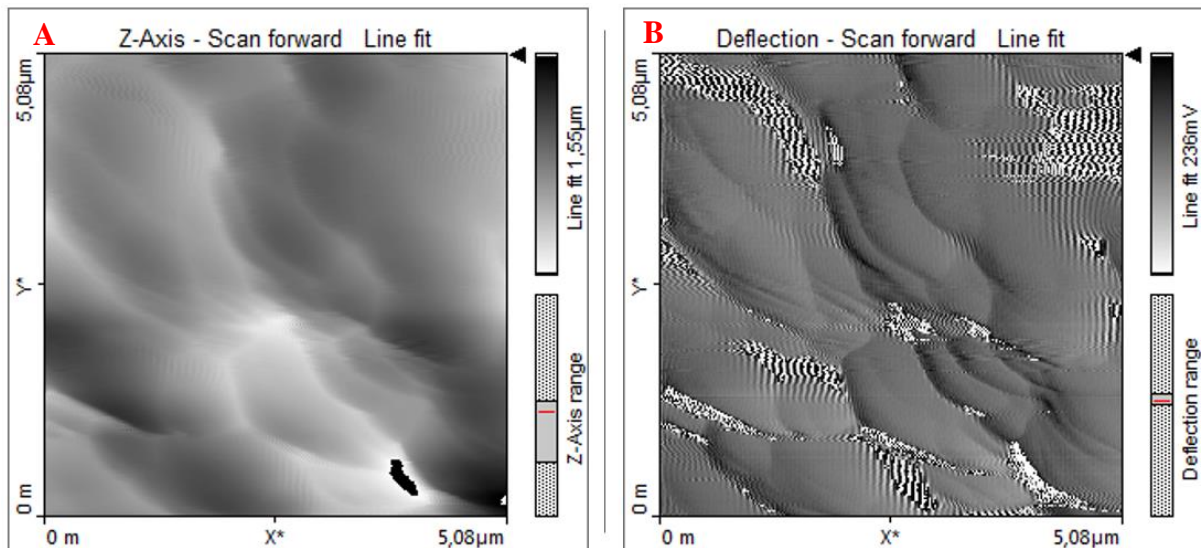 A
Z-Axis - Scan forward Line fit
5,08µm
Y*
0 m
0 m
X*
5,08µm
Line fit 1,55µm
Z-Axis range
B
Deflection - Scan forward Line fit
5,08µm
Y*
0 m
0 m
X*
5,08µm
Line fit 236mV
Deflection range